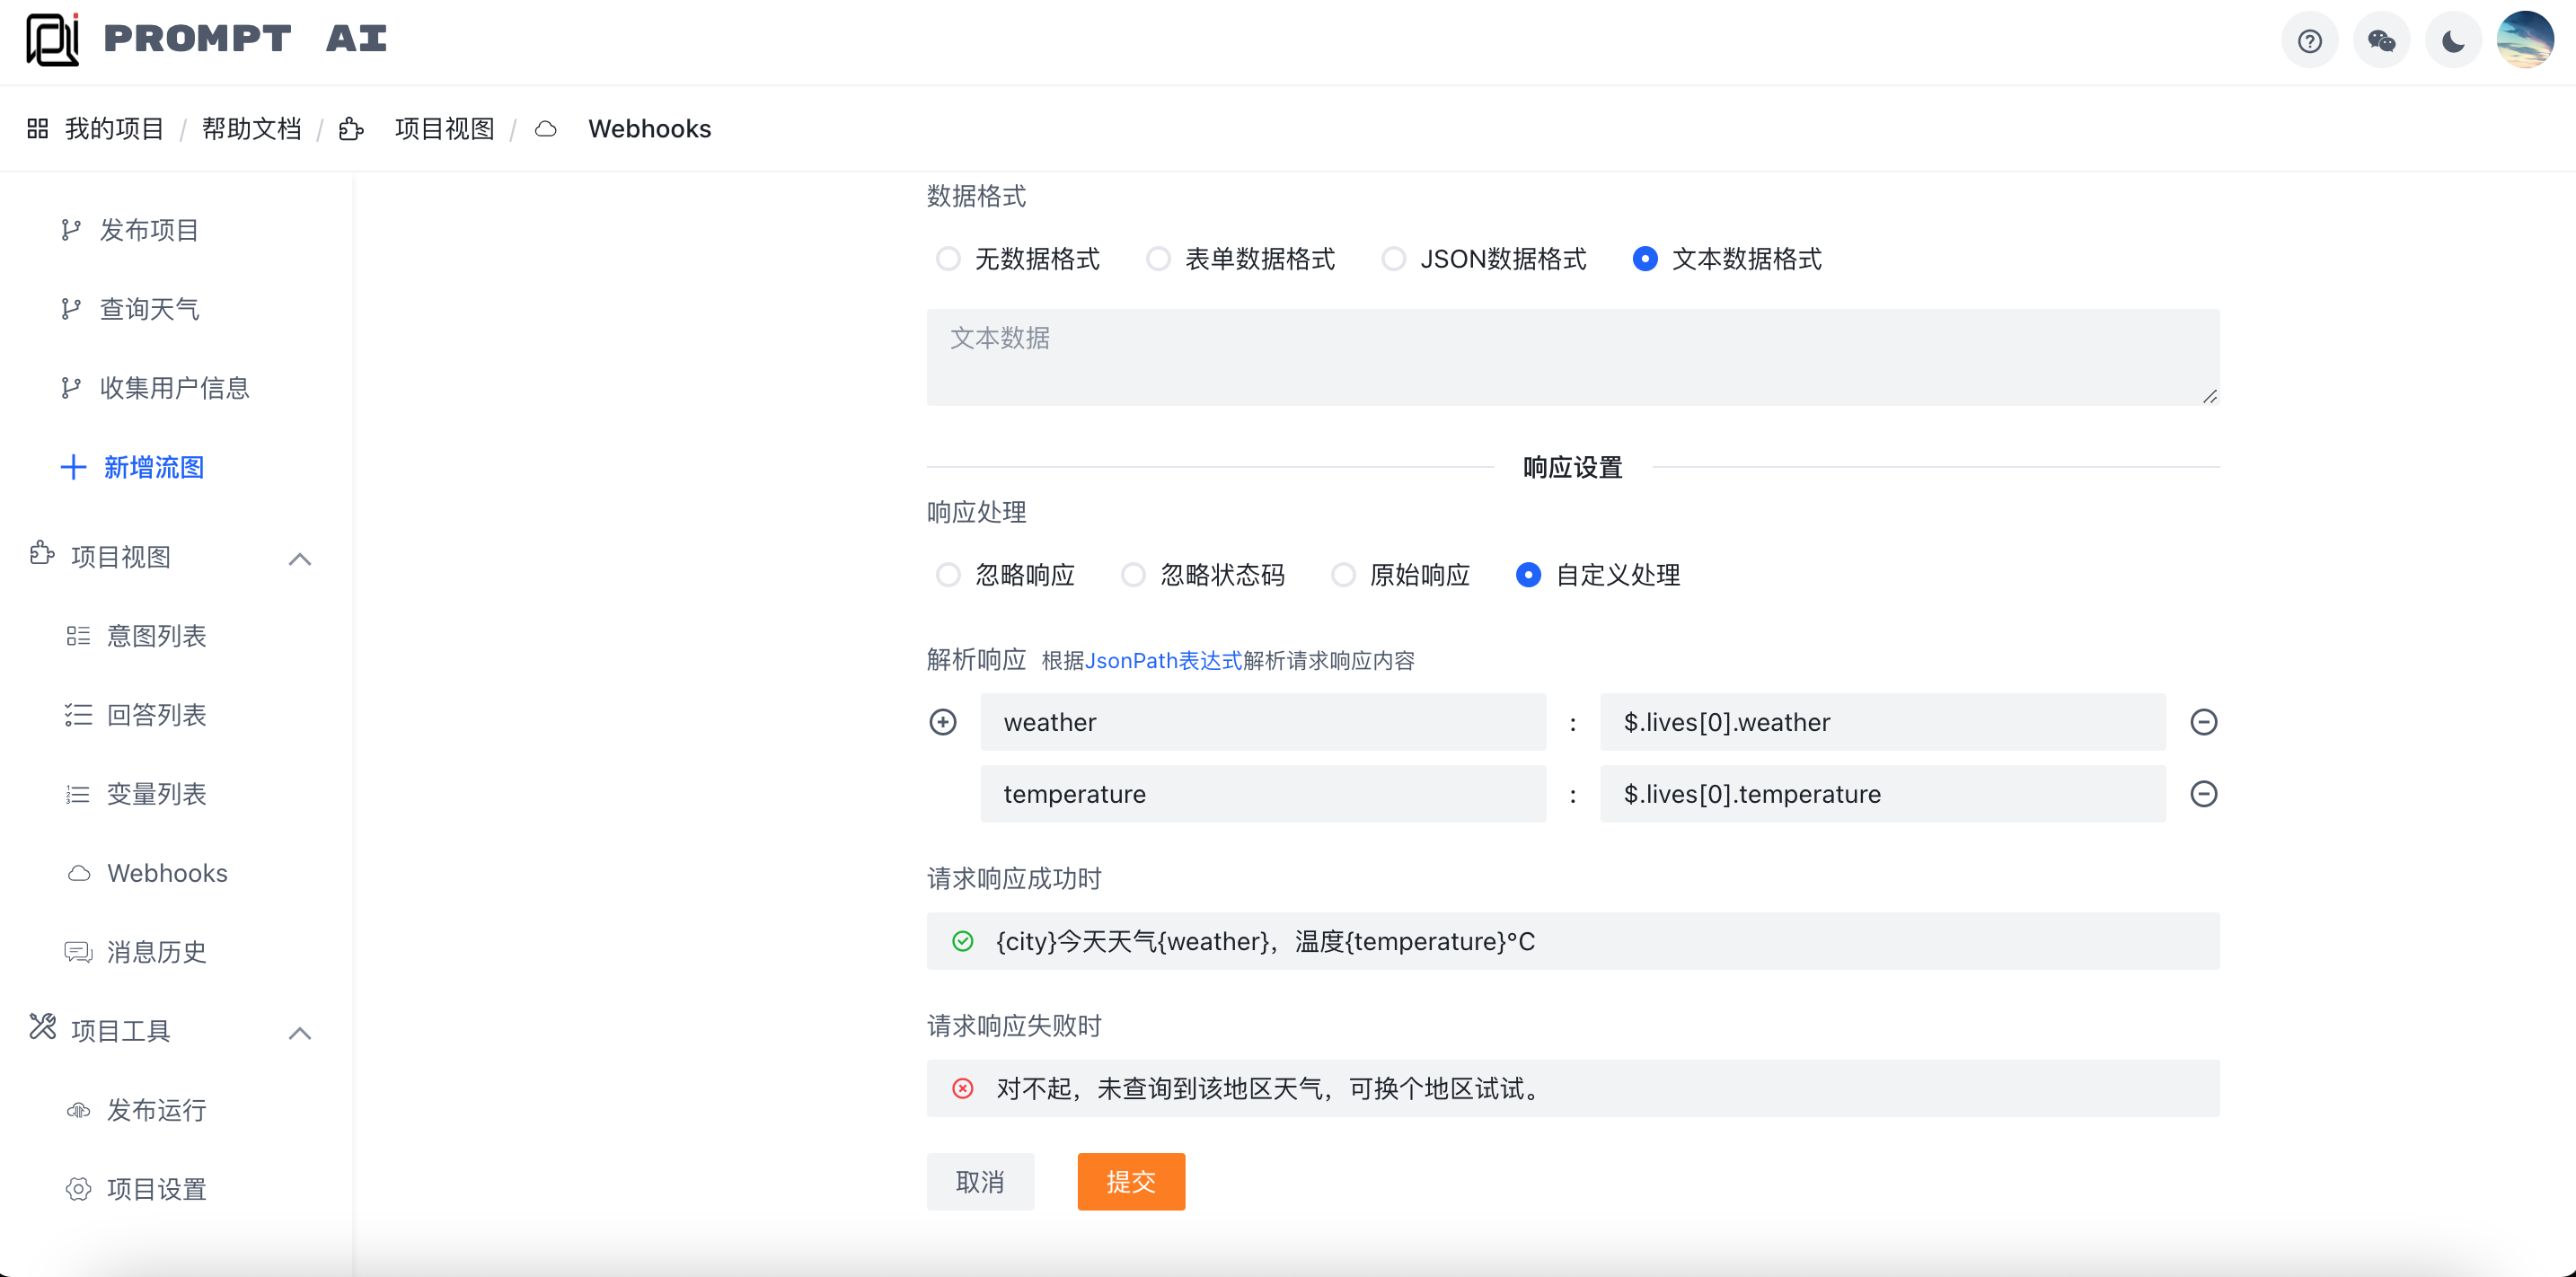 PROMPT AI
我的项目 / 帮助文档 / 项目视图 / Webhooks
发布项目
查询天气
收集用户信息
新增流图
项目视图
意图列表
回答列表
变量列表
Webhooks
消息历史
项目工具
发布运行
项目设置
数据格式
无数据格式 表单数据格式 JSON数据格式 文本数据格式
文本数据
响应设置
响应处理
忽略响应 忽略状态码 原始响应 自定义处理
解析响应 根据JsonPath表达式解析请求响应内容
weather : $.lives[0].weather
temperature : $.lives[0].temperature
请求响应成功时
{city}今天天气{weather}，温度{temperature}°C
请求响应失败时
对不起，未查询到该地区天气，可换个地区试试。
取消 提交